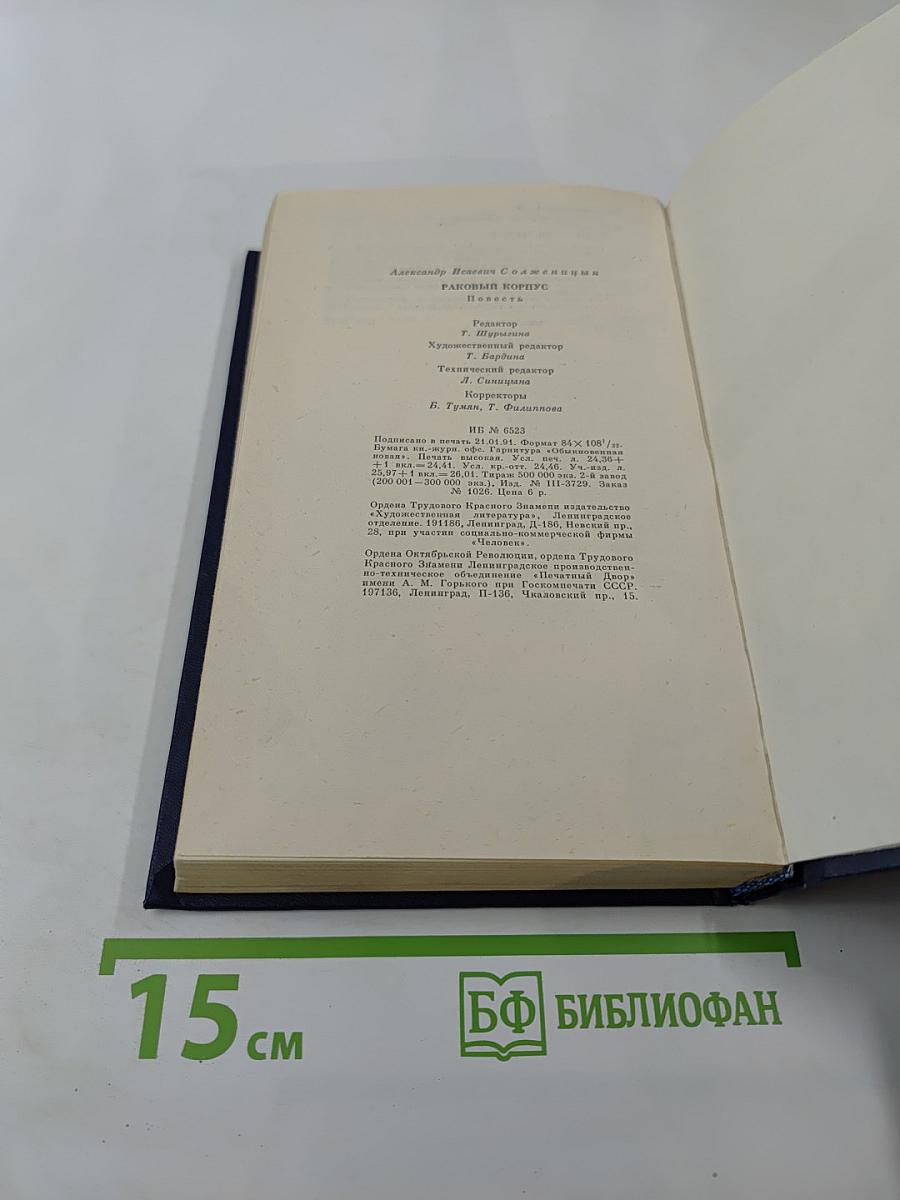 Александр Исаевич Солженицын
РАКОВЫЙ КОРПУС
Повесть
Редактор
Т. Шурыгина
Художественный редактор
Т. Бардина
Технический редактор
Л. Синицына
Корректоры
Б. Тумян, Т. Филиппова
ИБ № 6523
Подписано в печать 21.01.91. Формат 84×108¹/₃₂.
Бумага кн.-журн. офс. Гарнитура «Обыкновенная
новая». Печать высокая. Усл. печ. л. 24,36+
+1 вкл.=24,41. Усл. кр.-отт. 24,46. Уч.-изд. л.
25,97+1 вкл.=26,01. Тираж 500 000 экз. 2-й завод
(200 001—300 000 экз.). Изд. № III-3729. Заказ
№ 1026. Цена 6 р.
Ордена Трудового Красного Знамени издательство
«Художественная литература», Ленинградское
отделение. 191186, Ленинград, Д-186, Невский пр.,
28, при участии социально-коммерческой фирмы
«Человек».
Ордена Октябрьской Революции, ордена Трудового
Красного Знамени Ленинградское производствен-
но-техническое объединение «Печатный Двор»
имени А. М. Горького при Госкомпечати СССР.
197136, Ленинград, П-136, Чкаловский пр., 15.
15 см
БФ БИБЛИОФАН